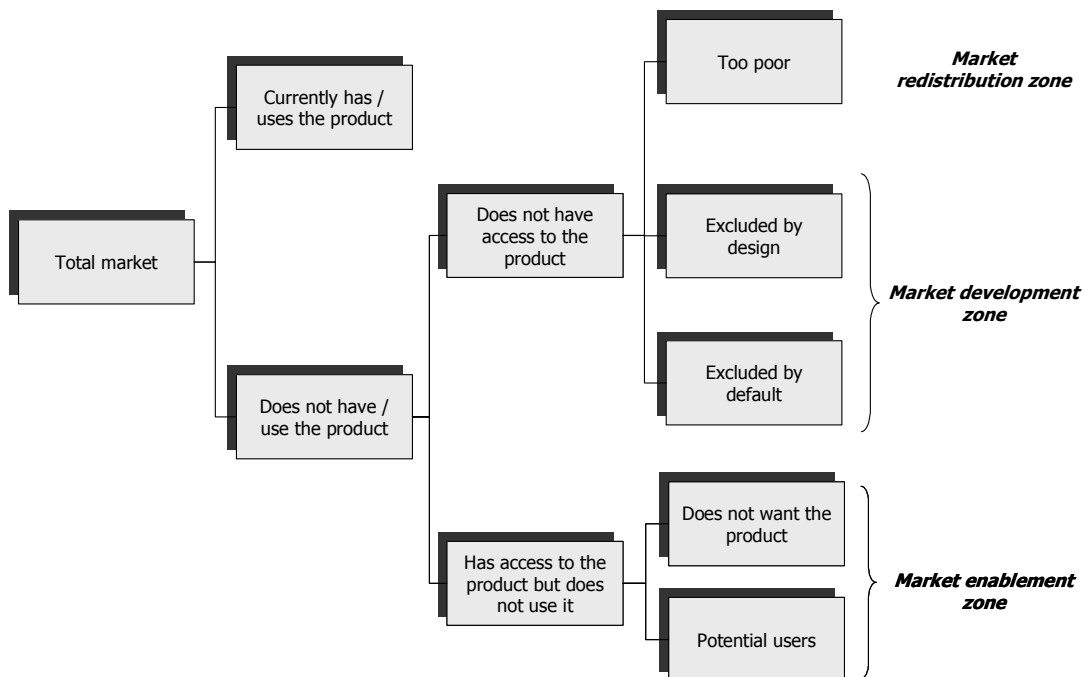 Too poor
Market
redistribution zone
Currently has /
uses the product
Does not have
access to the
product
Excluded by
design
Total market
Market development
zone
Excluded by
default
Does not have /
use the product
Does not want the
product
Has access to the
product but does
not use it
Market enablement
zone
Potential users